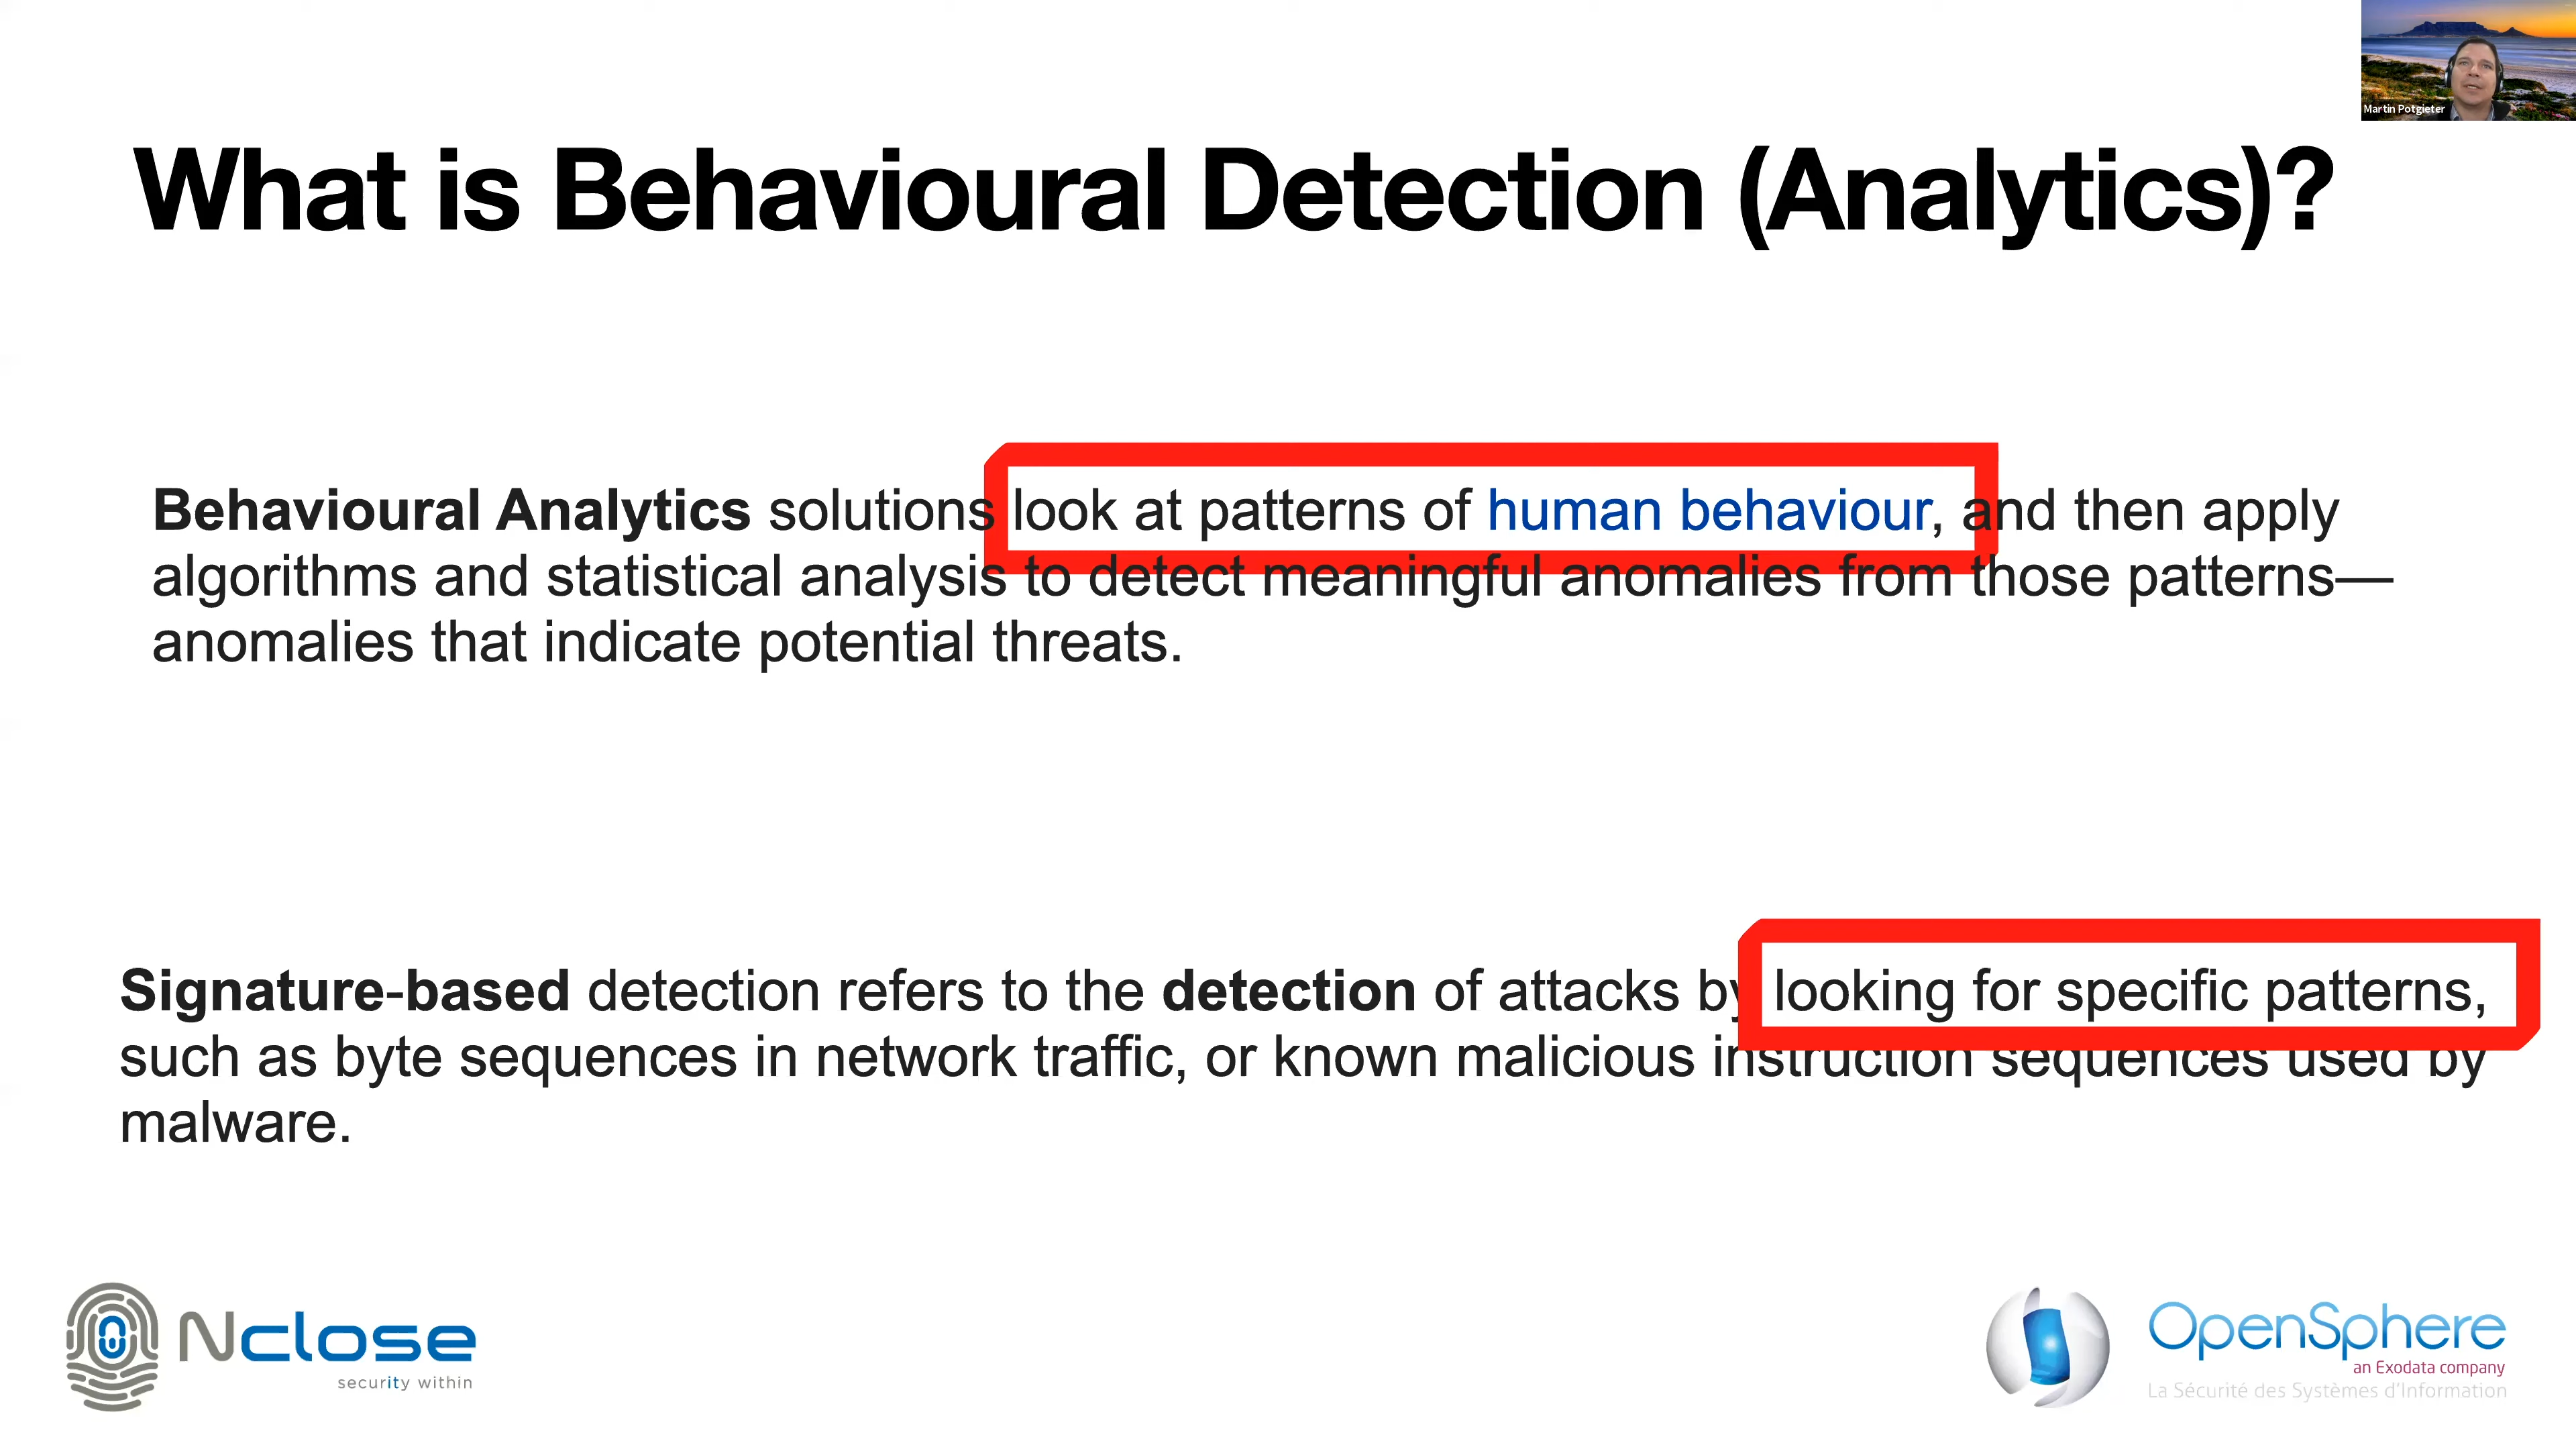 Martin Potgieter
What is Behavioural Detection (Analytics)?
Behavioural Analytics solutions look at patterns of human behaviour, and then apply
algorithms and statistical analysis to detect meaningful anomalies from those patterns—
anomalies that indicate potential threats.
Signature-based detection refers to the detection of attacks by looking for specific patterns,
such as byte sequences in network traffic, or known malicious instruction sequences used by
malware.
Nclose
security within
OpenSphere
an Exodata company
La Sécurité des Systèmes d'Information